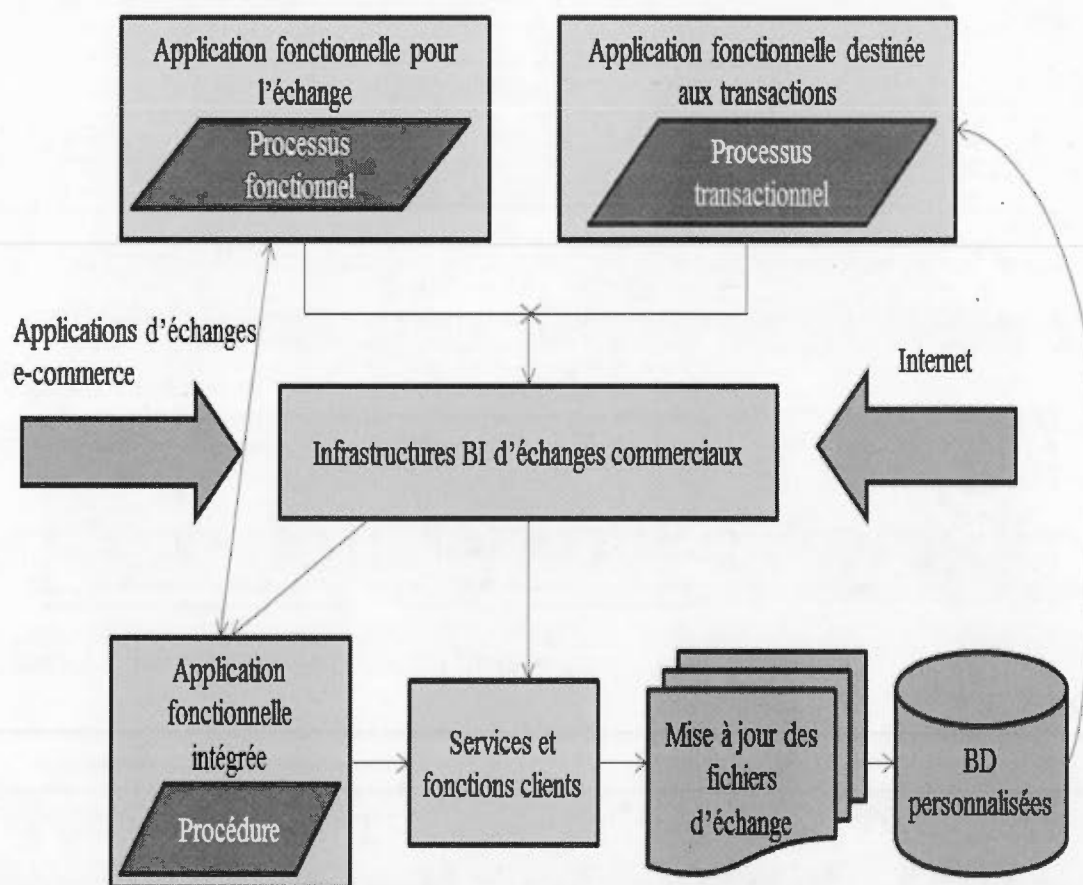 Application fonctionnelle pour
l'échange
Processus
fonctionnel
Application fonctionnelle destinée
aux transactions
Processus
transactionnel
Applications d'échanges
e-commerce
Internet
Infrastructures BI d'échanges commerciaux
Application
fonctionnelle
intégrée
Procédure
Services et
fonctions clients
Mise à jour des
fichiers
d'échange
BD
personnalisées